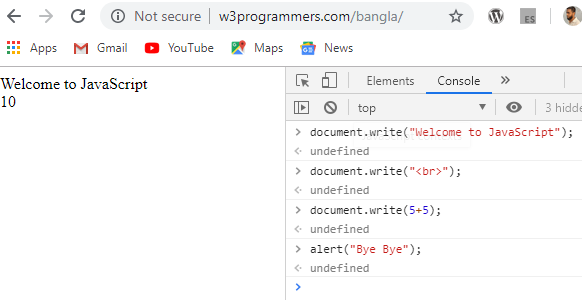 Not secure | w3programmers.com/bangla/
ES
Apps Gmail YouTube Maps News
Welcome to JavaScript
10
Elements Console »
top 3 hidde
> document.write("Welcome to JavaScript");
undefined
> document.write("<br>");
undefined
> document.write(5+5);
undefined
> alert("Bye Bye");
undefined
>